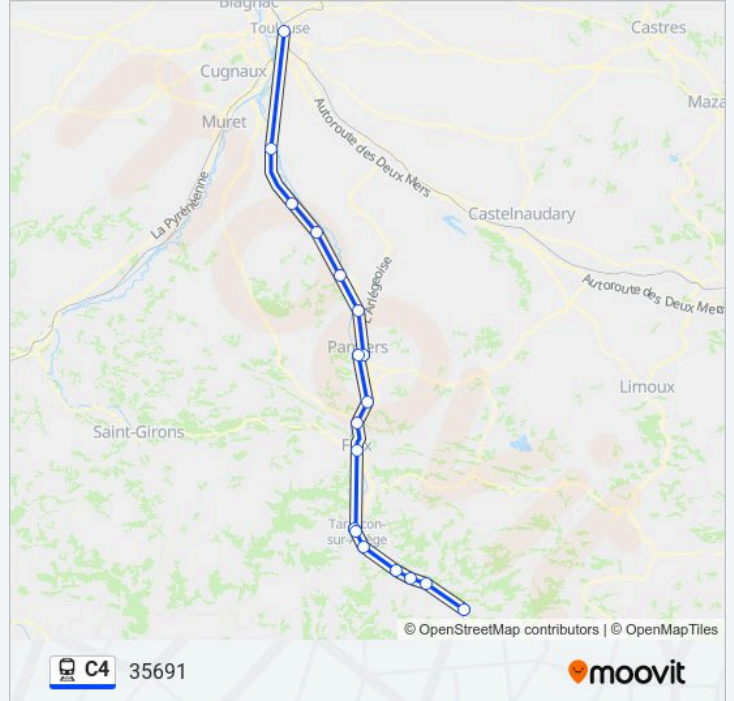 Blagnac
Toulouse
Castres
Cugnaux
Maza
Muret
Autoroute des Deux Mers
La Pyrénéenne
Castelnaudary
L'Ariégeoise
Autoroute des Deux Mers
Pamiers
Limoux
Saint-Girons
Foix
Tarascon-
sur-Ariège
moovit
© OpenStreetMap contributors | © OpenMapTiles
C4 35691
moovit